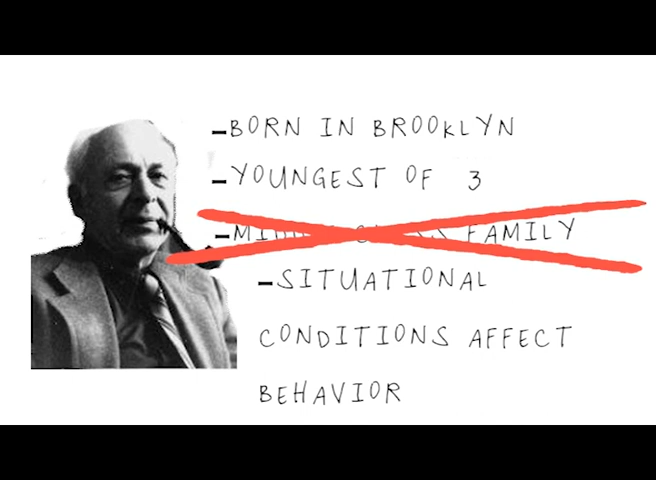 -BORN IN BROOKLYN
-YOUNGEST OF 3
- FAMILY
-SITUATIONAL
CONDITIONS AFFECT
BEHAVIOR